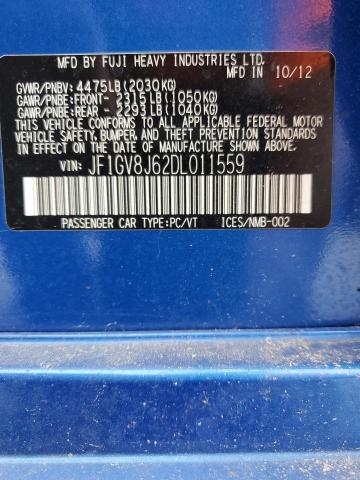 MFD BY FUJI HEAVY INDUSTRIES LTD.
MFD IN 10/12
GVWR/PNBV: 4475LB(2030KG)
GAWR/PNBE:FRONT- 2315LB(1050KG)
GAWR/PNBE:REAR - 2293LB(1040KG)
THIS VEHICLE CONFORMS TO ALL APPLICABLE FEDERAL MOTOR
VEHICLE SAFETY, BUMPER, AND THEFT PREVENTION STANDARDS
IN EFFECT ON THE DATE OF MANUFACTURE SHOWN ABOVE.
VIN: JF1GV8J62DL011559
PASSENGER CAR TYPE:PC/VT ICES/NMB-002